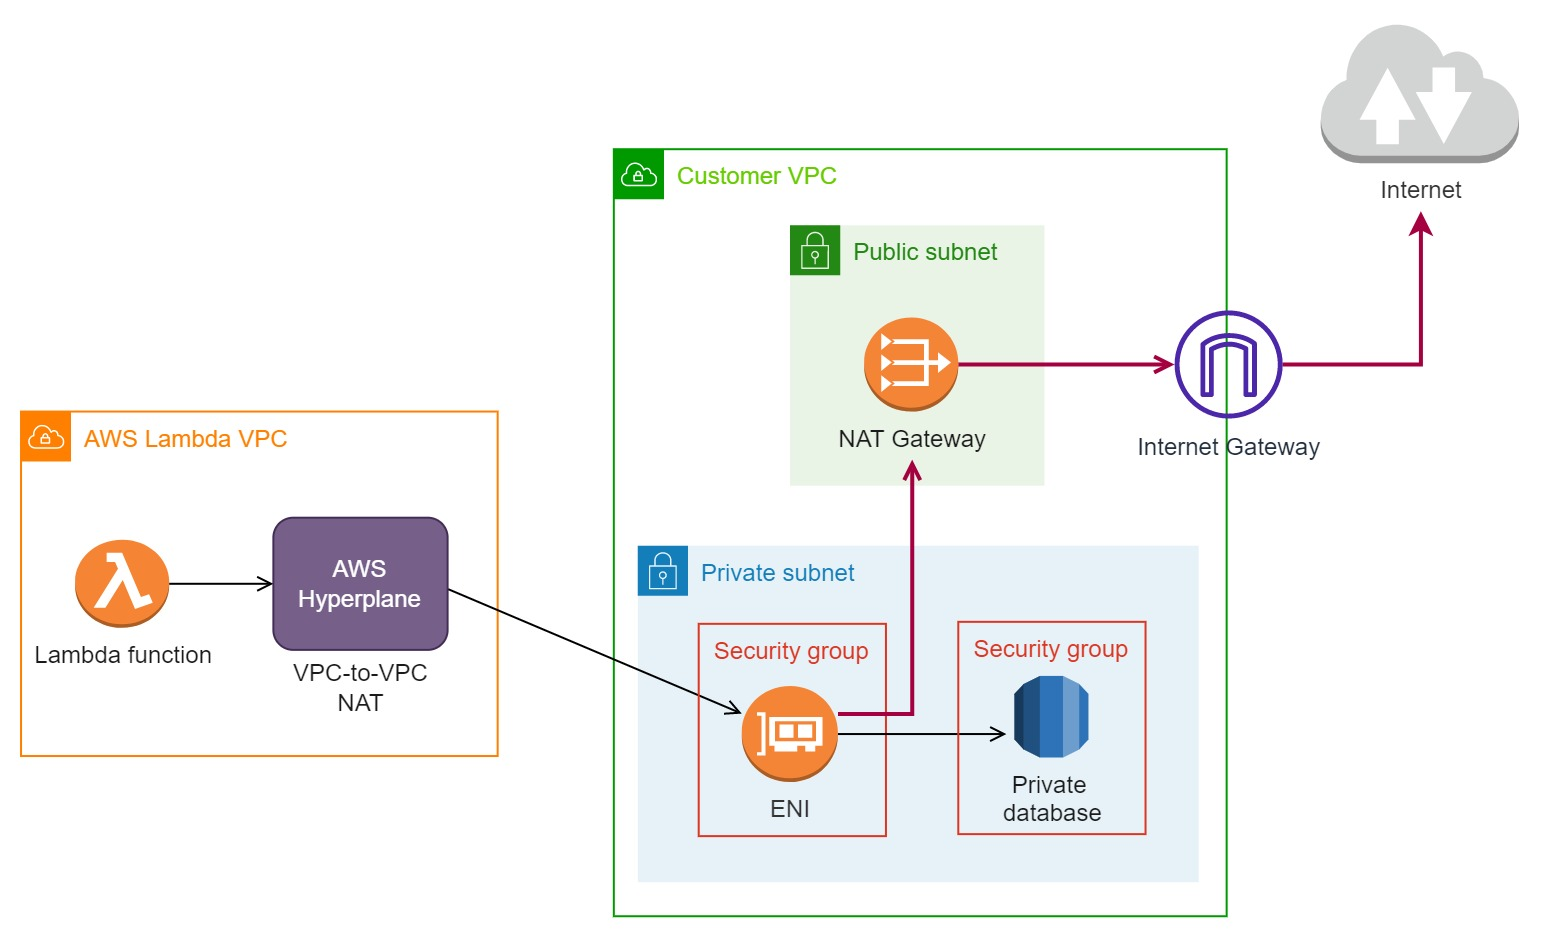 Internet
Customer VPC
Public subnet
NAT Gateway
Internet Gateway
AWS Lambda VPC
AWS
Hyperplane
Lambda function
VPC-to-VPC
NAT
Private subnet
Security group
ENI
Security group
Private
database